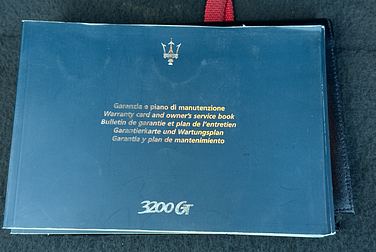 Garanzia e piano di manutenzione
Warranty card and owner's service book
Bulletin de garantie et plan de l'entretien
Garantierkarte und Wartungsplan
Garantía y plan de mantenimiento
3200 GT